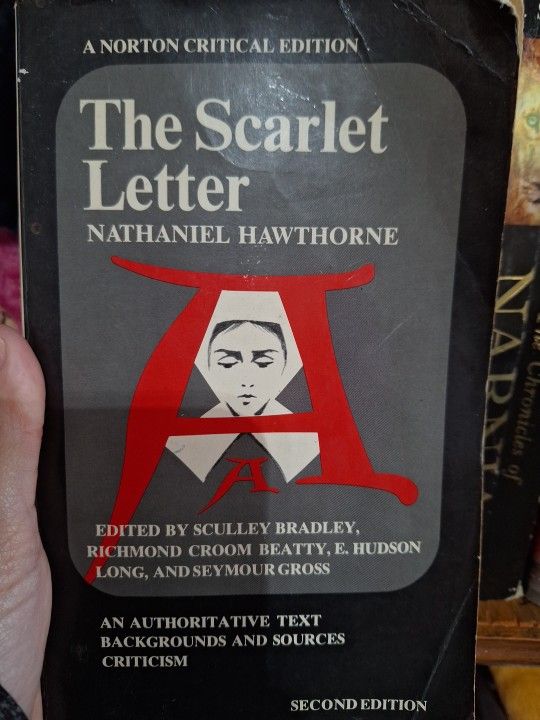 A NORTON CRITICAL EDITION
The Scarlet
Letter
NATHANIEL HAWTHORNE
A
A
EDITED BY SCULLEY BRADLEY,
RICHMOND CROOM BEATTY, E. HUDSON
LONG, AND SEYMOUR GROSS
AN AUTHORITATIVE TEXT
BACKGROUNDS AND SOURCES
CRITICISM
SECOND EDITION
The Chronicles of
NARNIA